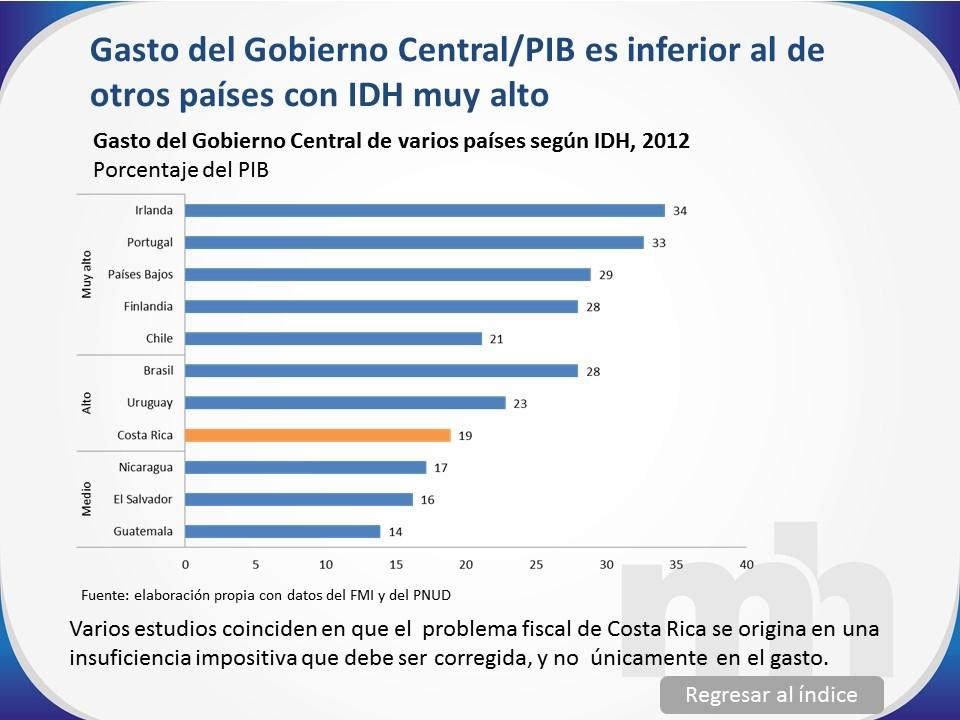 Gasto del Gobierno Central/PIB es inferior al de
otros países con IDH muy alto
Gasto del Gobierno Central de varios países según IDH, 2012
Porcentaje del PIB
Muy alto
Irlanda 34
Portugal 33
Países Bajos 29
Finlandia 28
Chile 21
Alto
Brasil 28
Uruguay 23
Costa Rica 19
Medio
Nicaragua 17
El Salvador 16
Guatemala 14
0 5 10 15 20 25 30 35 40
Fuente: elaboración propia con datos del FMI y del PNUD
mh
Varios estudios coinciden en que el problema fiscal de Costa Rica se origina en una
insuficiencia impositiva que debe ser corregida, y no únicamente en el gasto.
Regresar al índice